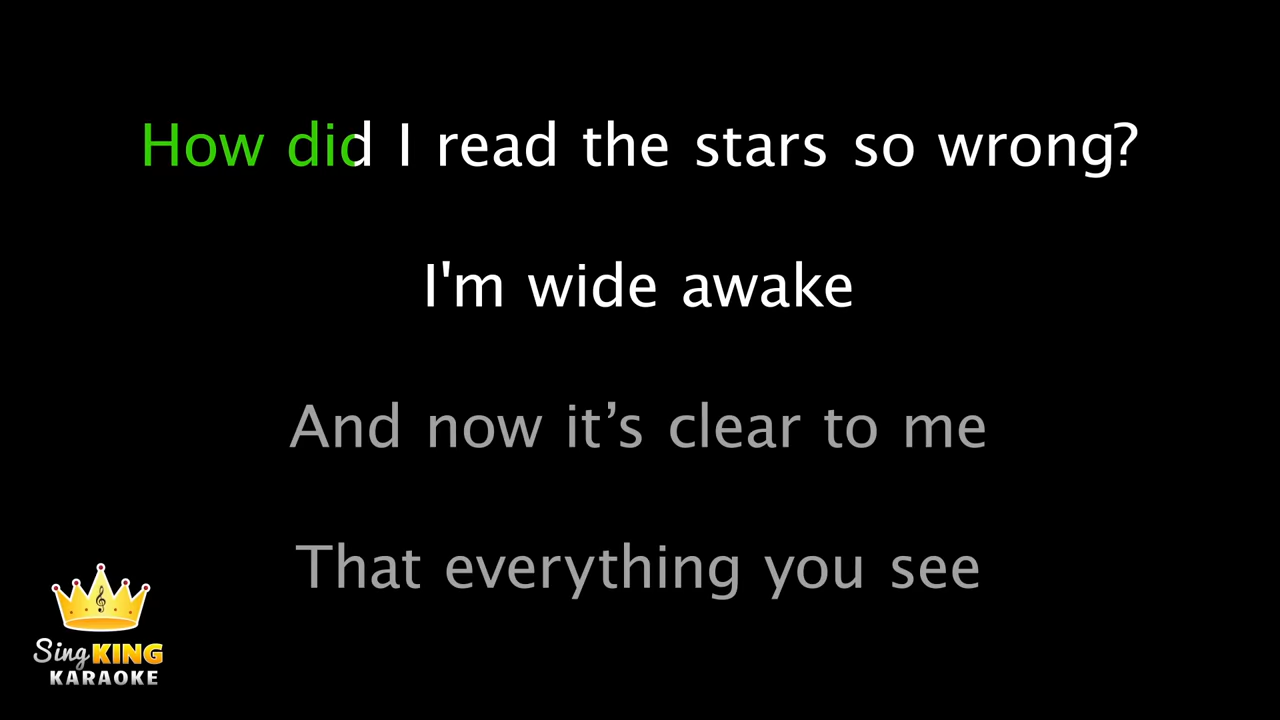 How did I read the stars so wrong?
I'm wide awake
And now it’s clear to me
That everything you see
Sing KING
KARAOKE